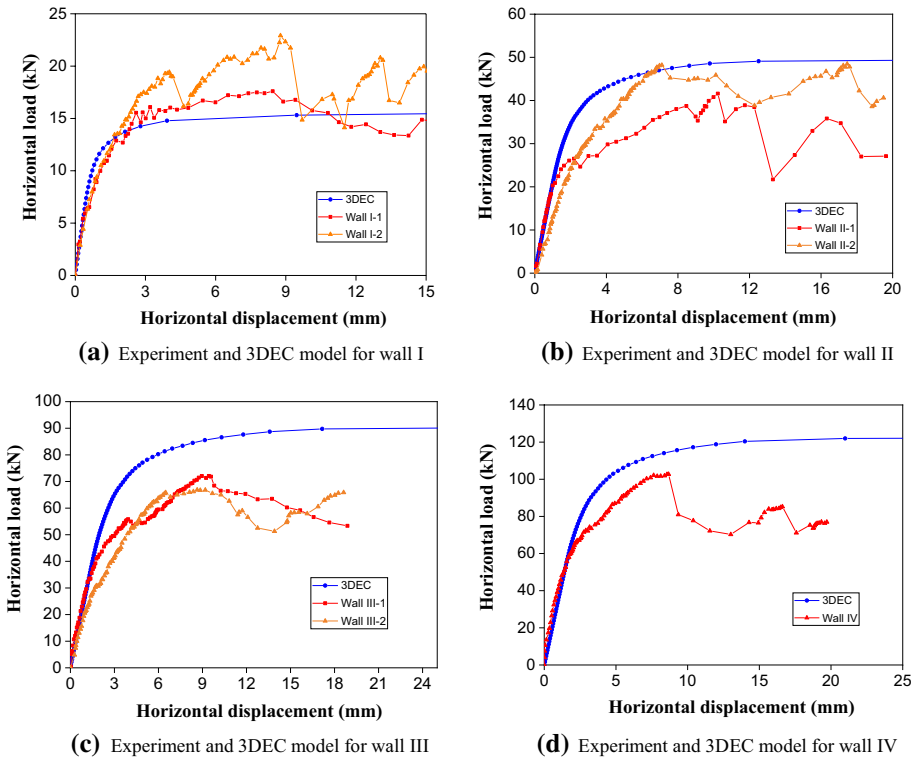 25
20
15
10
5
0
Horizontal load (kN)
3DEC
Wall I-1
Wall I-2
0 3 6 9 12 15
Horizontal displacement (mm)
(a) Experiment and 3DEC model for wall I
60
50
40
30
20
10
0
Horizontal load (kN)
3DEC
Wall II-1
Wall II-2
0 4 8 12 16 20
Horizontal displacement (mm)
(b) Experiment and 3DEC model for wall II
100
90
80
70
60
50
40
30
20
10
0
Horizontal load (kN)
3DEC
Wall III-1
Wall III-2
0 3 6 9 12 15 18 21 24
Horizontal displacement (mm)
(c) Experiment and 3DEC model for wall III
140
120
100
80
60
40
20
0
Horizontal load (kN)
3DEC
Wall IV
0 5 10 15 20 25
Horizontal displacement (mm)
(d) Experiment and 3DEC model for wall IV